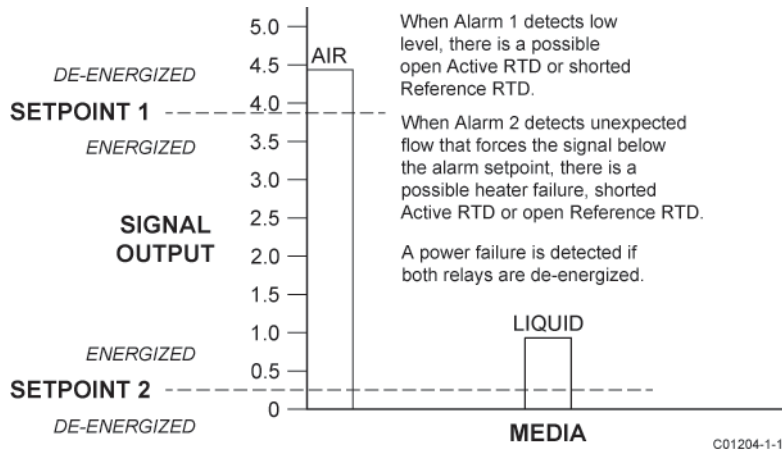 5.0
4.5
4.0
3.5
3.0
2.5
2.0
1.5
1.0
0.5
0
DE-ENERGIZED
SETPOINT 1
ENERGIZED
SIGNAL
OUTPUT
ENERGIZED
SETPOINT 2
DE-ENERGIZED
AIR
LIQUID
MEDIA
When Alarm 1 detects low
level, there is a possible
open Active RTD or shorted
Reference RTD.
When Alarm 2 detects unexpected
flow that forces the signal below
the alarm setpoint, there is a
possible heater failure, shorted
Active RTD or open Reference RTD.
A power failure is detected if
both relays are de-energized.
C01204-1-1